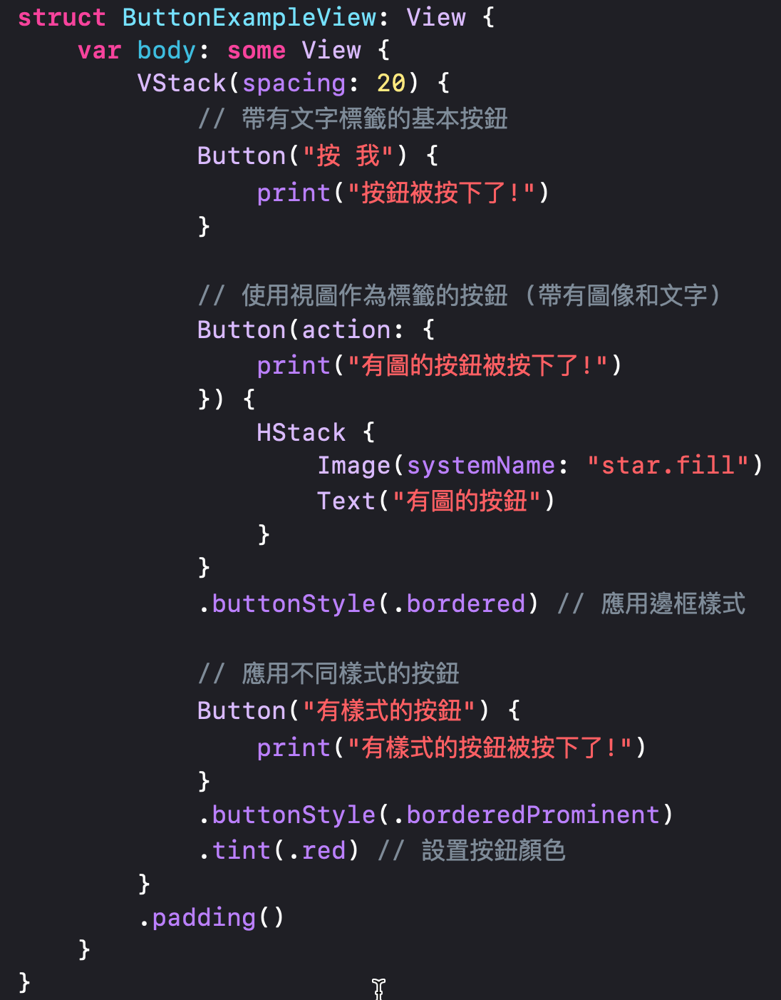 struct ButtonExampleView: View {
    var body: some View {
        VStack(spacing: 20) {
            // 帶有文字標籤的基本按鈕
            Button("按 我") {
                print("按鈕被按下了!")
            }

            // 使用視圖作為標籤的按鈕 (帶有圖像和文字)
            Button(action: {
                print("有圖的按鈕被按下了!")
            }) {
                HStack {
                    Image(systemName: "star.fill")
                    Text("有圖的按鈕")
                }
            }
            .buttonStyle(.bordered) // 應用邊框樣式

            // 應用不同樣式的按鈕
            Button("有樣式的按鈕") {
                print("有樣式的按鈕被按下了!")
            }
            .buttonStyle(.borderedProminent)
            .tint(.red) // 設置按鈕顏色
        }
        .padding()
    }
}